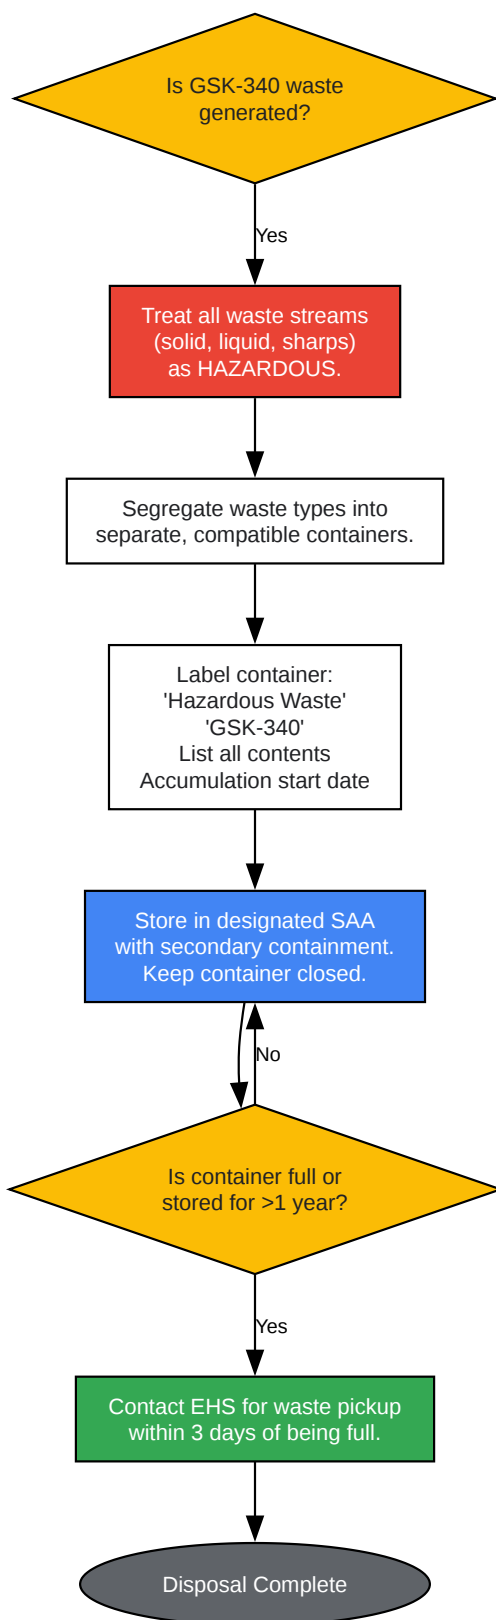 Is GSK-340 waste
generated?
Yes
Treat all waste streams
(solid, liquid, sharps)
as HAZARDOUS.
Segregate waste types into
separate, compatible containers.
Label container:
'Hazardous Waste'
'GSK-340'
List all contents
Accumulation start date
Store in designated SAA
with secondary containment.
Keep container closed.
No
Is container full or
stored for >1 year?
Yes
Contact EHS for waste pickup
within 3 days of being full.
Disposal Complete